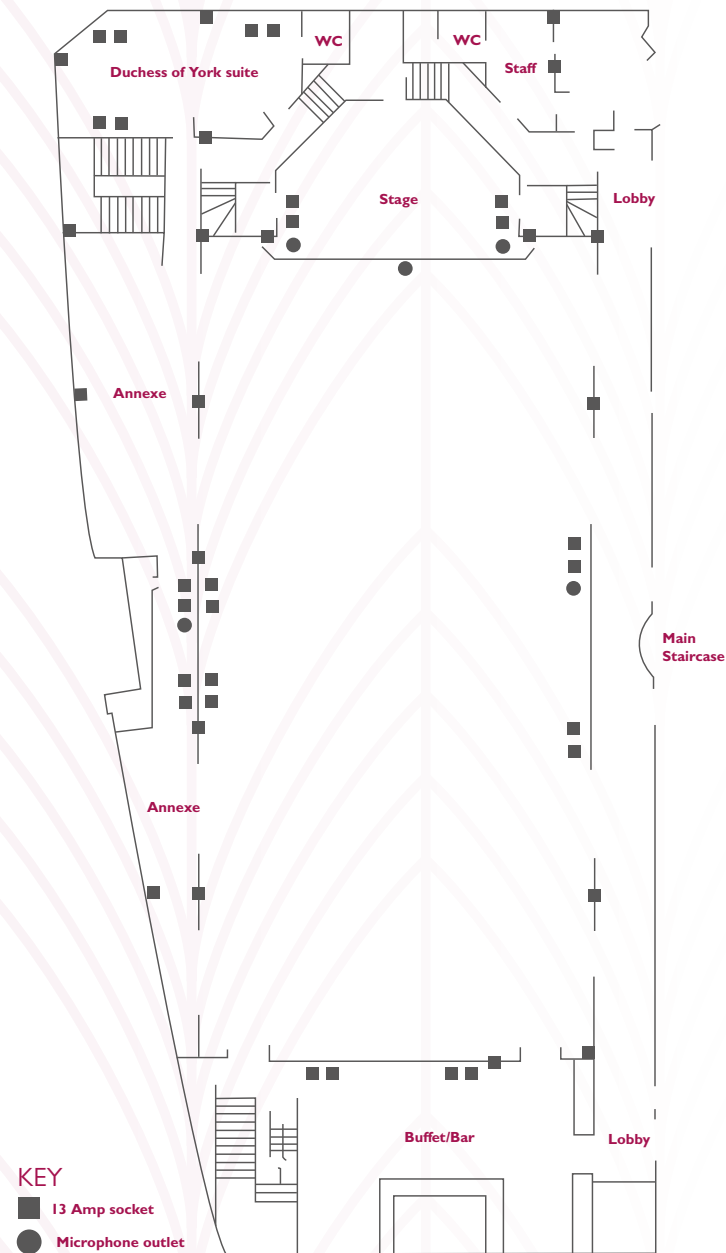 WC
WC
Duchess of York suite
Staff
Stage
Lobby
Annexe
Main
Staircase
Annexe
Buffet/Bar
Lobby
KEY
13 Amp socket
Microphone outlet